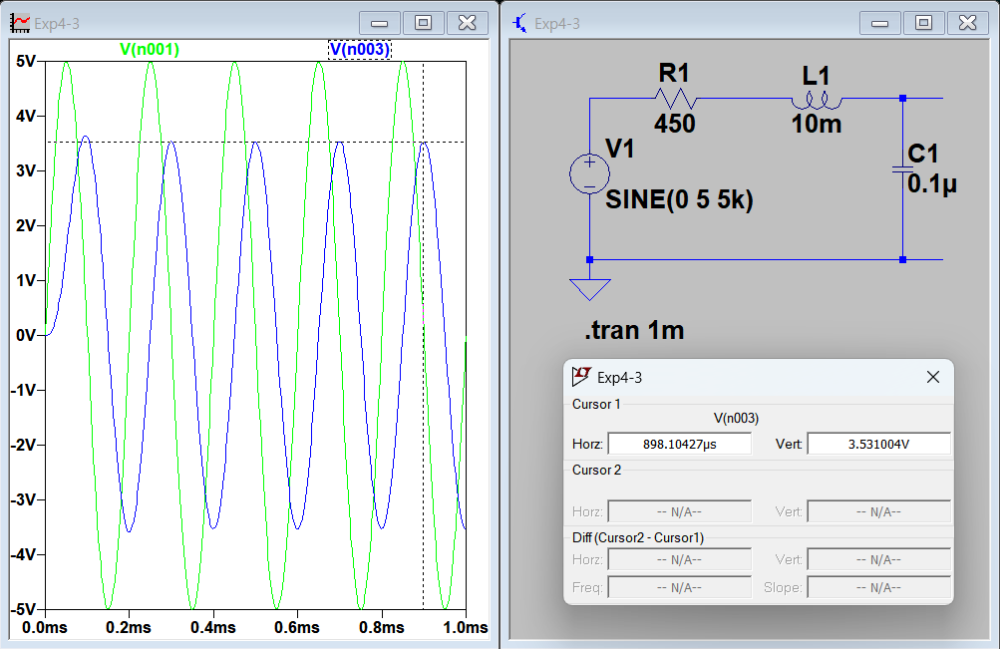 Exp4-3
V(n001) V(n003)
5V
4V
3V
2V
1V
0V
-1V
-2V
-3V
-4V
-5V
0.0ms 0.2ms 0.4ms 0.6ms 0.8ms 1.0ms
Exp4-3
R1
450
L1
10m
V1
SINE(0 5 5k)
C1
0.1µ
.tran 1m
LT
Exp4-3
Cursor 1
V(n003)
Horz: 898.10427µs Vert: 3.531004V
Cursor 2
Horz: -- N/A-- Vert: -- N/A--
Diff (Cursor2 - Cursor1)
Horz: -- N/A-- Vert: -- N/A--
Freq: -- N/A-- Slope: -- N/A--